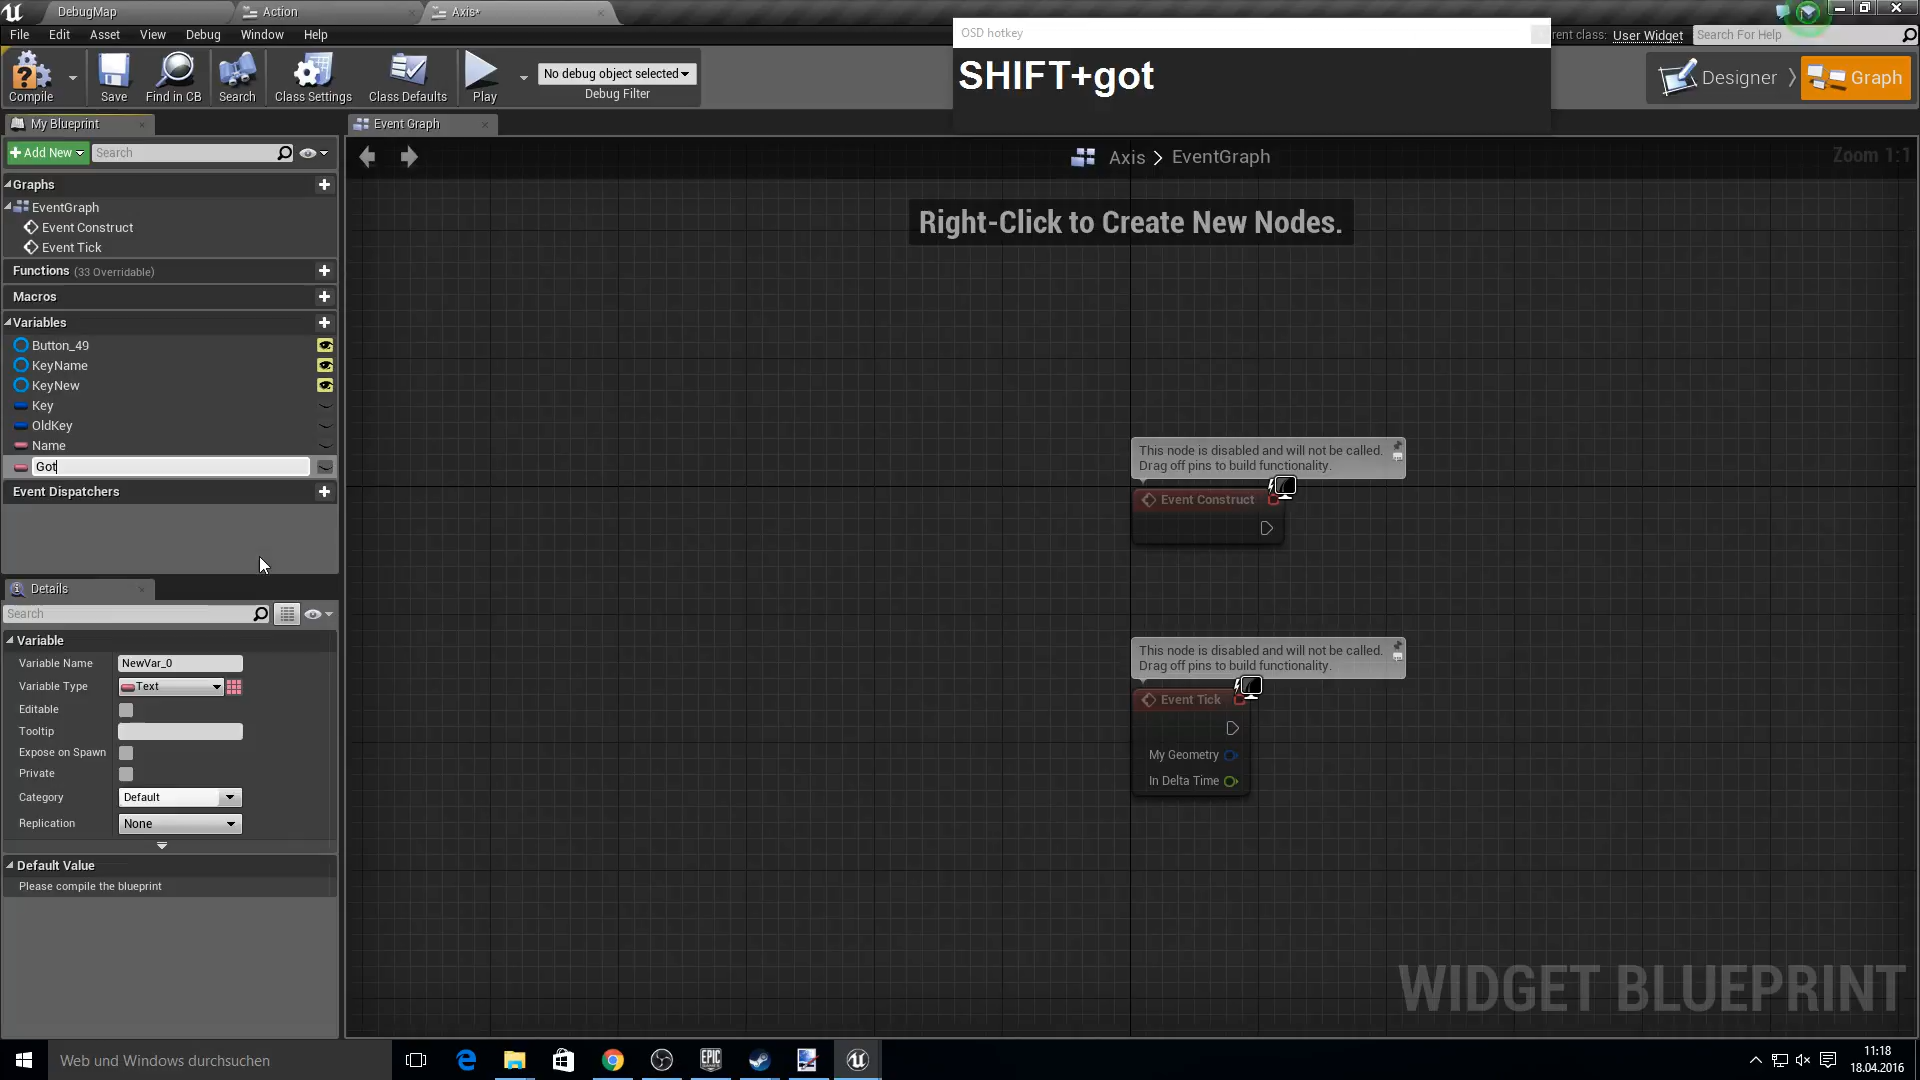 DebugMap
Action
Axis*
File Edit Asset View Debug Window Help
OSD hotkey
rent class: User Widget
Search For Help
SHIFT+got
Compile
Save
Find in CB
Search
Class Settings
Class Defaults
Play
No debug object selected
Debug Filter
Designer
Graph
My Blueprint
Event Graph
Add New
Search
Axis > EventGraph
Zoom 1:1
Graphs
EventGraph
Event Construct
Event Tick
Functions (33 Overridable)
Macros
Variables
Button_49
KeyName
KeyNew
Key
OldKey
Name
Got
Event Dispatchers
Right-Click to Create New Nodes.
This node is disabled and will not be called.
Drag off pins to build functionality.
Event Construct
This node is disabled and will not be called.
Drag off pins to build functionality.
Event Tick
My Geometry
In Delta Time
Details
Search
Variable
Variable Name NewVar_0
Variable Type Text
Editable
Tooltip
Expose on Spawn
Private
Category Default
Replication None
Default Value
Please compile the blueprint
WIDGET BLUEPRINT
Web und Windows durchsuchen
EPIC
11:18
18.04.2016